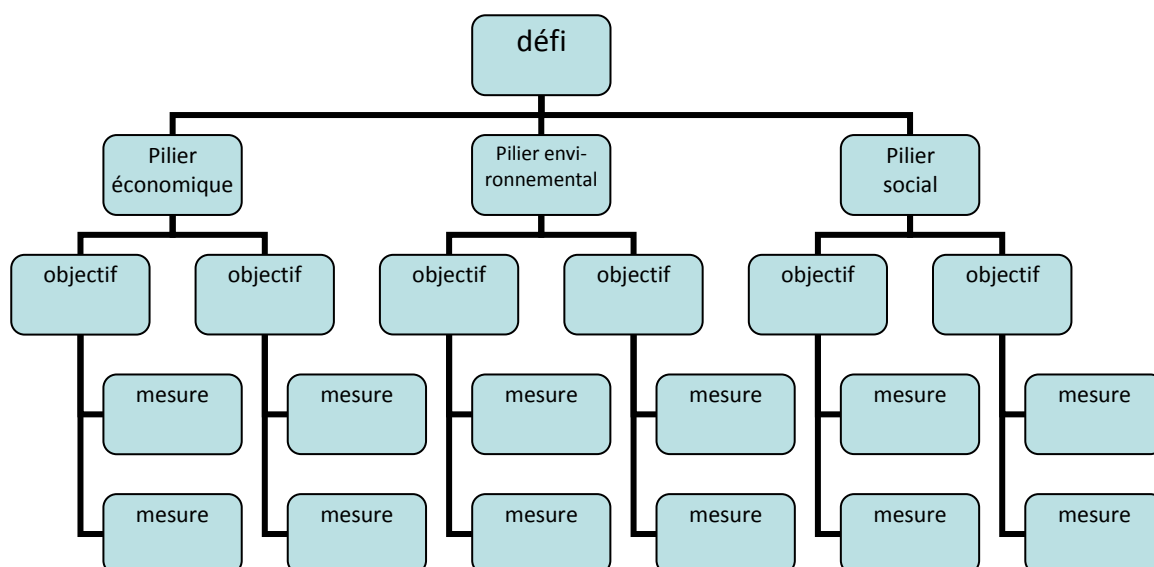 défi
Pilier
économique
Pilier envi-
ronnemental
Pilier
social
objectif
objectif
objectif
objectif
objectif
objectif
mesure
mesure
mesure
mesure
mesure
mesure
mesure
mesure
mesure
mesure
mesure
mesure